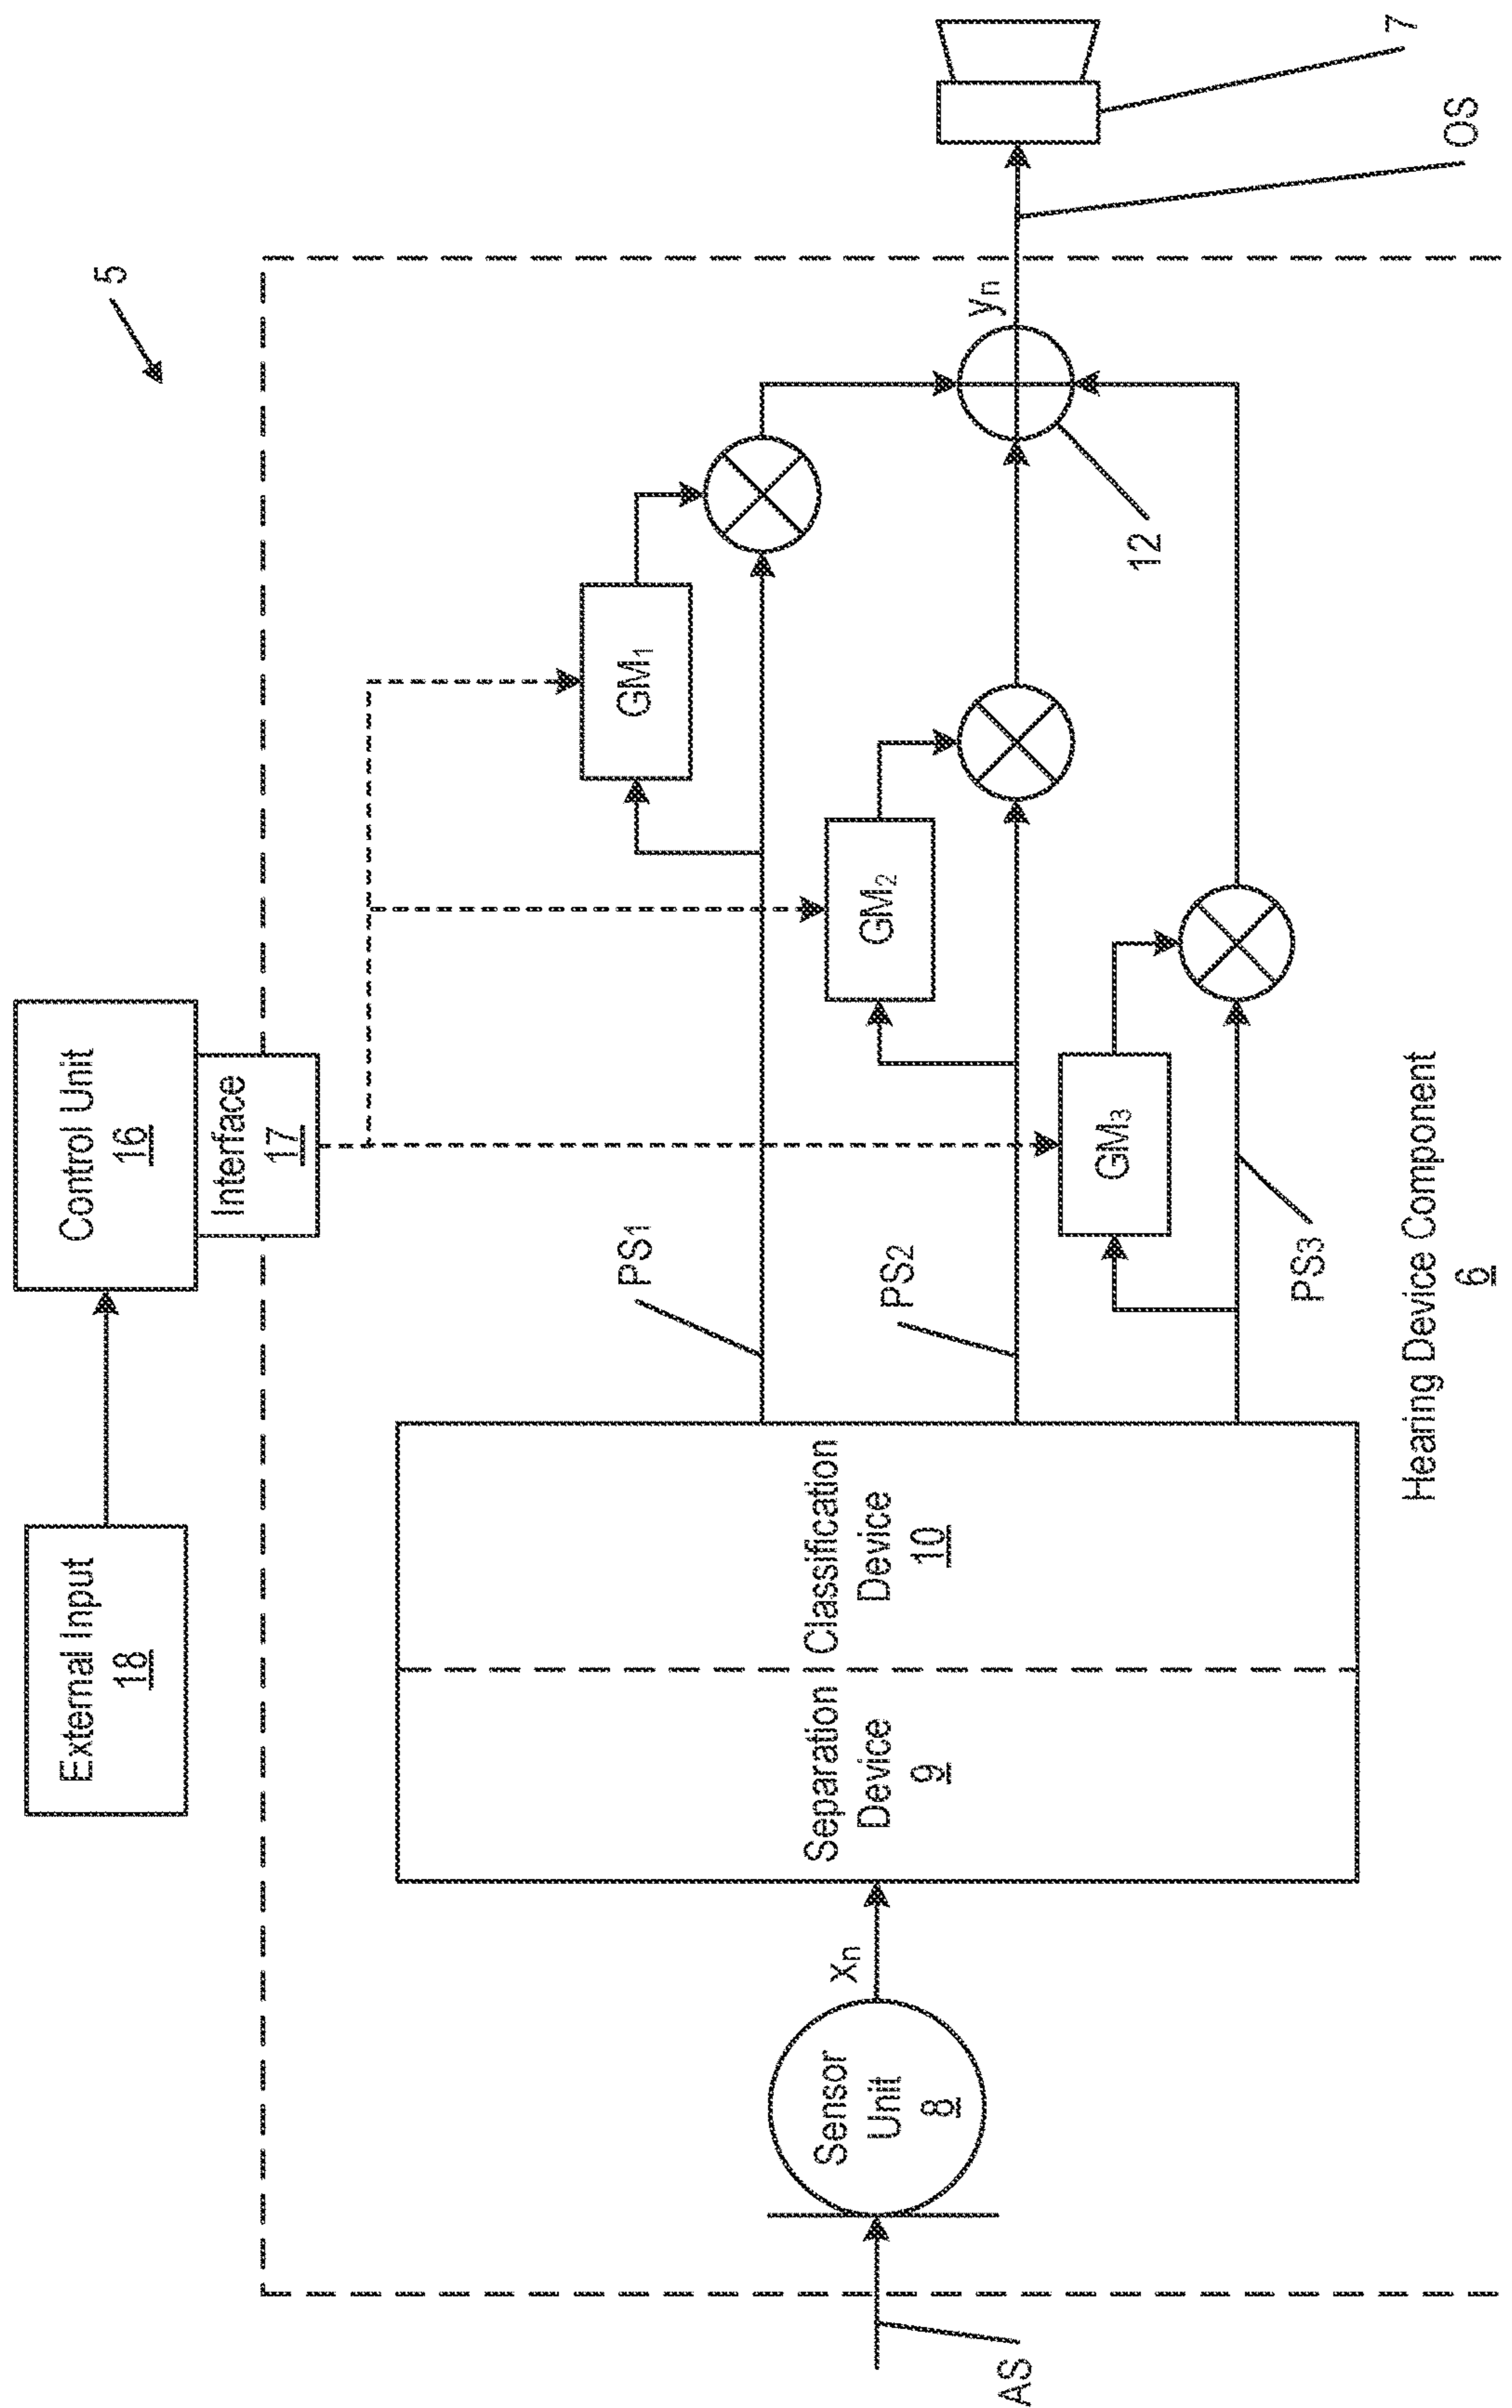 5
External Input
18
Control Unit
16
Interface
17
AS
Sensor
Unit
8
xn
Separation
Device
9
Classification
Device
10
PS1
PS2
PS3
GM1
GM2
GM3
12
yn
OS
7
Hearing Device Component
6